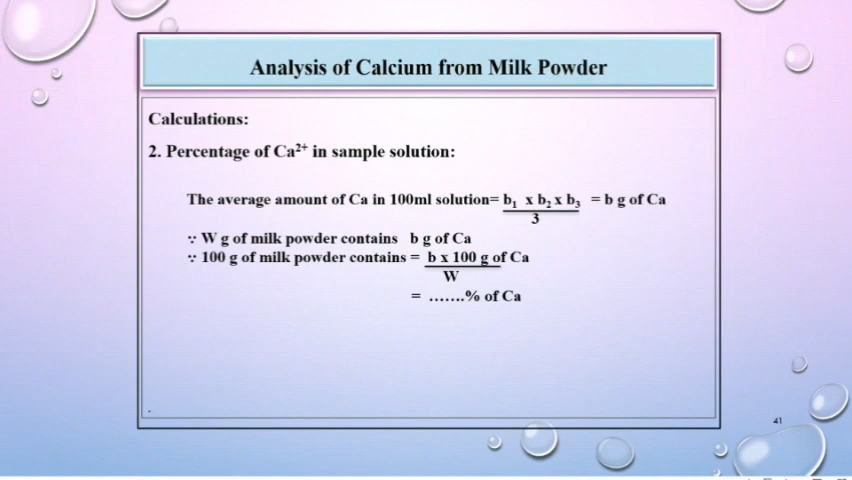 Analysis of Calcium from Milk Powder
Calculations:
2. Percentage of Ca²⁺ in sample solution:
The average amount of Ca in 100ml solution= b₁ x b₂ x b₃ = b g of Ca
3
∵ W g of milk powder contains b g of Ca
∵ 100 g of milk powder contains = b x 100 g of Ca
W
= .......% of Ca
.
41